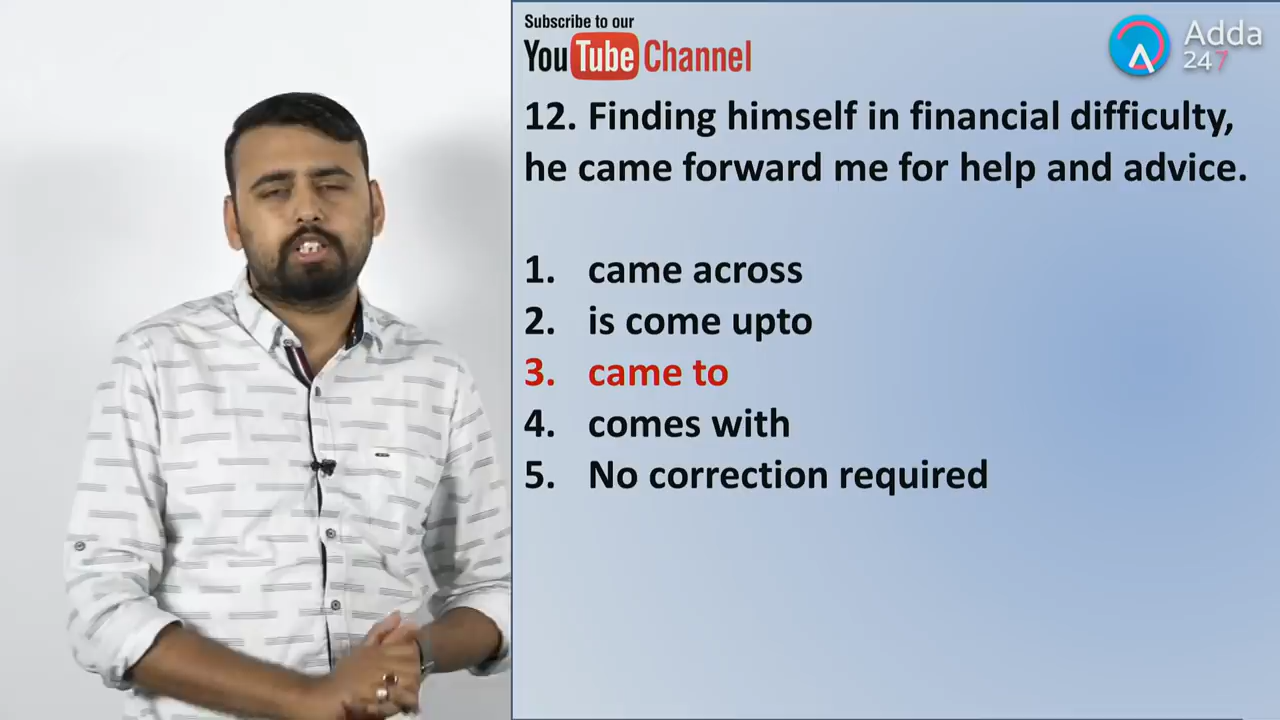 Subscribe to our
YouTube Channel
Adda
247
12. Finding himself in financial difficulty,
he came forward me for help and advice.
1. came across
2. is come upto
3. came to
4. comes with
5. No correction required